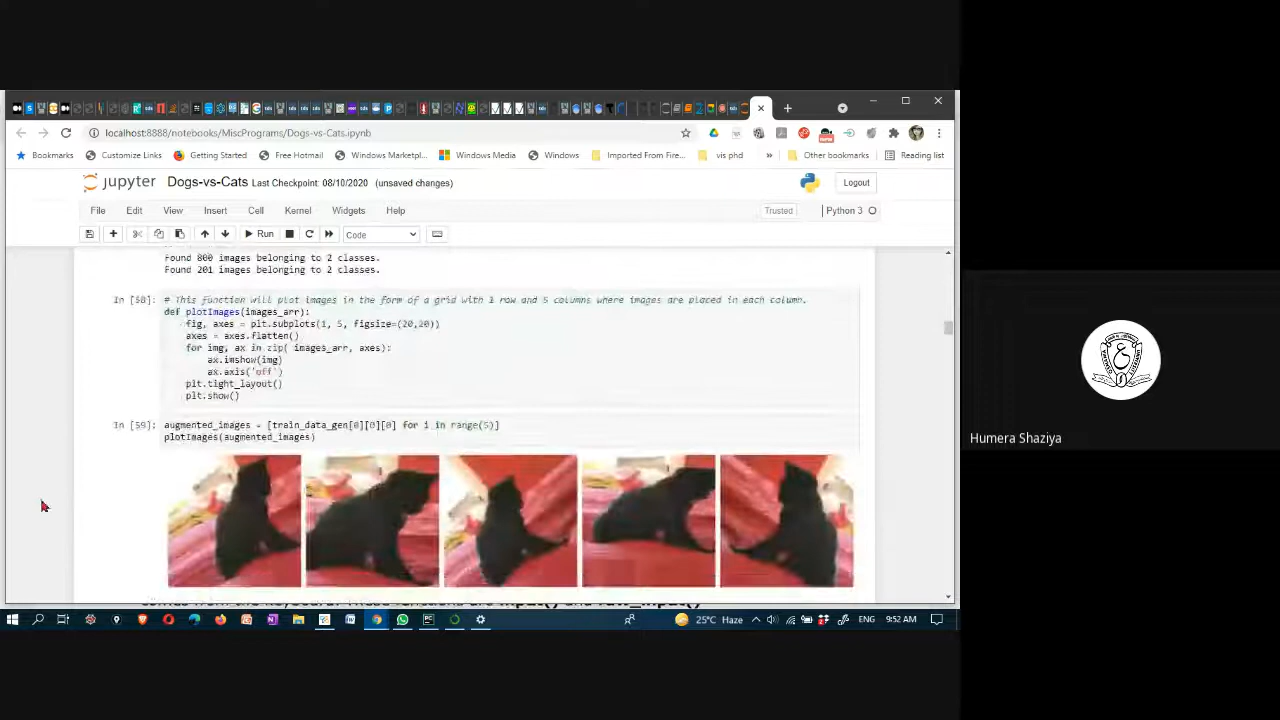 localhost:8888/notebooks/MiscPrograms/Dogs-vs-Cats.ipynb
Bookmarks Customize Links Getting Started Free Hotmail Windows Marketpl... Windows Media Windows Imported From Fire... vis phd » Other bookmarks Reading list
jupyter Dogs-vs-Cats Last Checkpoint: 08/10/2020 (unsaved changes) Logout
File Edit View Insert Cell Kernel Widgets Help Trusted Python 3
Run Code
Found 800 images belonging to 2 classes.
Found 201 images belonging to 2 classes.
In [58]: # This function will plot images in the form of a grid with 1 row and 5 columns where images are placed in each column.
def plotImages(images_arr):
fig, axes = plt.subplots(1, 5, figsize=(20,20))
axes = axes.flatten()
for img, ax in zip( images_arr, axes):
ax.imshow(img)
ax.axis('off')
plt.tight_layout()
plt.show()
In [59]: augmented_images = [train_data_gen[0][0][0] for i in range(5)]
plotImages(augmented_images)
Humera Shaziya
25°C Haze ENG 9:52 AM